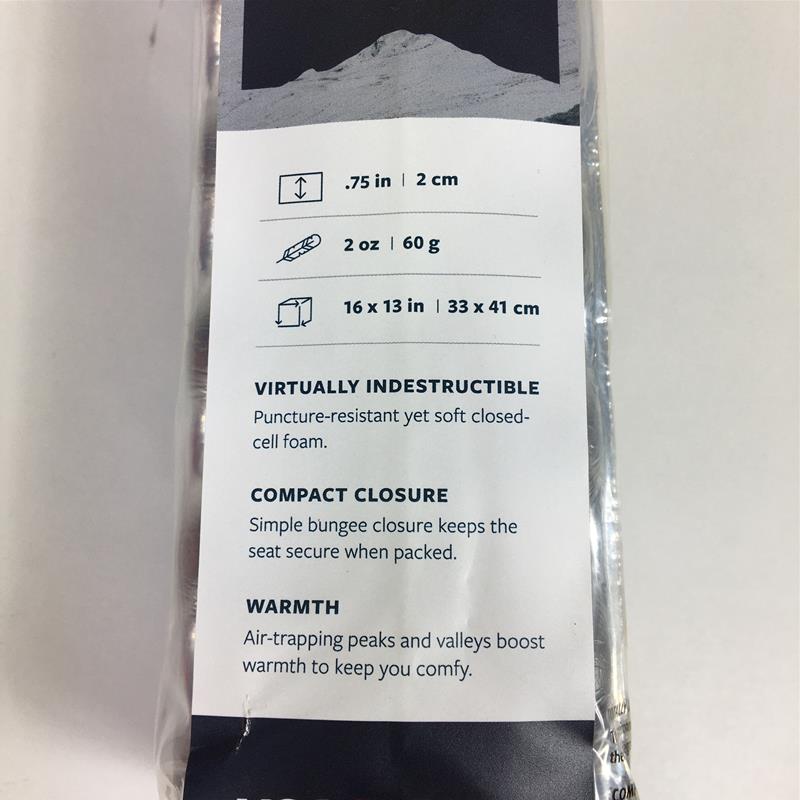 .75 in | 2 cm
2 oz | 60 g
16 x 13 in | 33 x 41 cm
VIRTUALLY INDESTRUCTIBLE
Puncture-resistant yet soft closed-
cell foam.
COMPACT CLOSURE
Simple bungee closure keeps the
seat secure when packed.
WARMTH
Air-trapping peaks and valleys boost
warmth to keep you comfy.